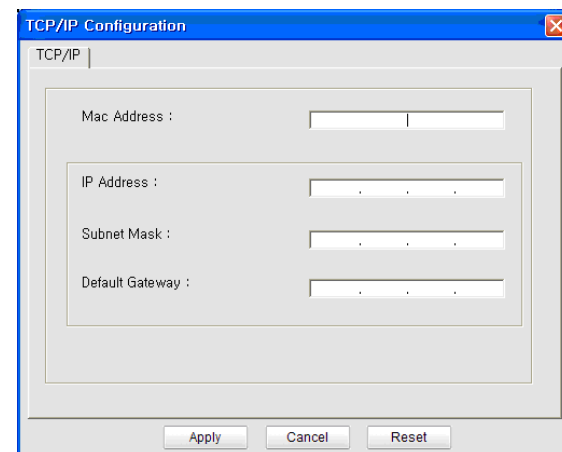 TCP/IP Configuration
TCP/IP
Mac Address :
IP Address :
. . .
Subnet Mask :
. . .
Default Gateway :
. . .
Apply Cancel Reset